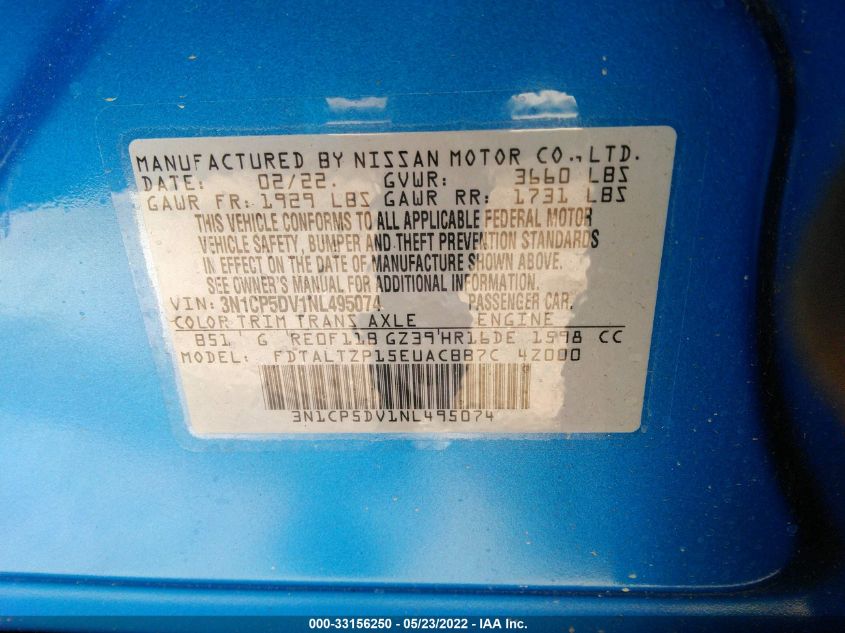 MANUFACTURED BY NISSAN MOTOR CO., LTD.
DATE: 02/22. GVWR: 3660 LBS
GAWR FR: 1929 LBS GAWR RR: 1731 LBS
THIS VEHICLE CONFORMS TO ALL APPLICABLE FEDERAL MOTOR
VEHICLE SAFETY, BUMPER AND THEFT PREVENTION STANDARDS
IN EFFECT ON THE DATE OF MANUFACTURE SHOWN ABOVE.
SEE OWNER'S MANUAL FOR ADDITIONAL INFORMATION.
VIN: 3N1CP5DV1NL495074 PASSENGER CAR.
COLOR TRIM TRANS AXLE ENGINE
B51' G RE0F11B GZ39'HR16DE 1598 CC
MODEL: FDTALTZP15EUACBB7C 4Z000
3N1CP5DV1NL495074
000-33156250 - 05/23/2022 - IAA Inc.